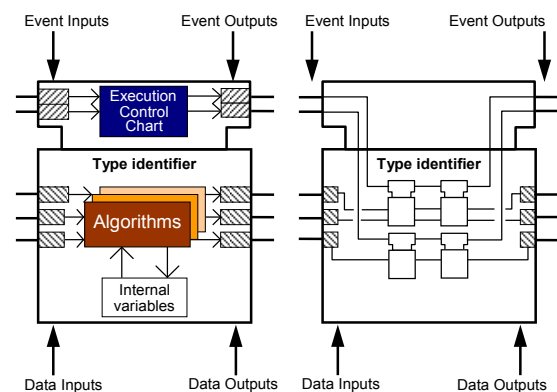 Event Inputs
Event Outputs
Event Inputs
Event Outputs
Execution
Control
Chart
Type identifier
Type identifier
Algorithms
Internal
variables
Data Inputs
Data Outputs
Data Inputs
Data Outputs